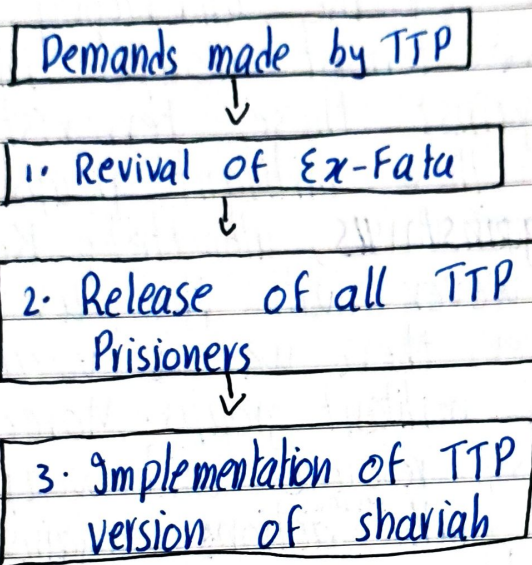 Demands made by TTP
1. Revival of Ex-Fata
2. Release of all TTP
Prisioners
3. Implementation of TTP
version of shariah